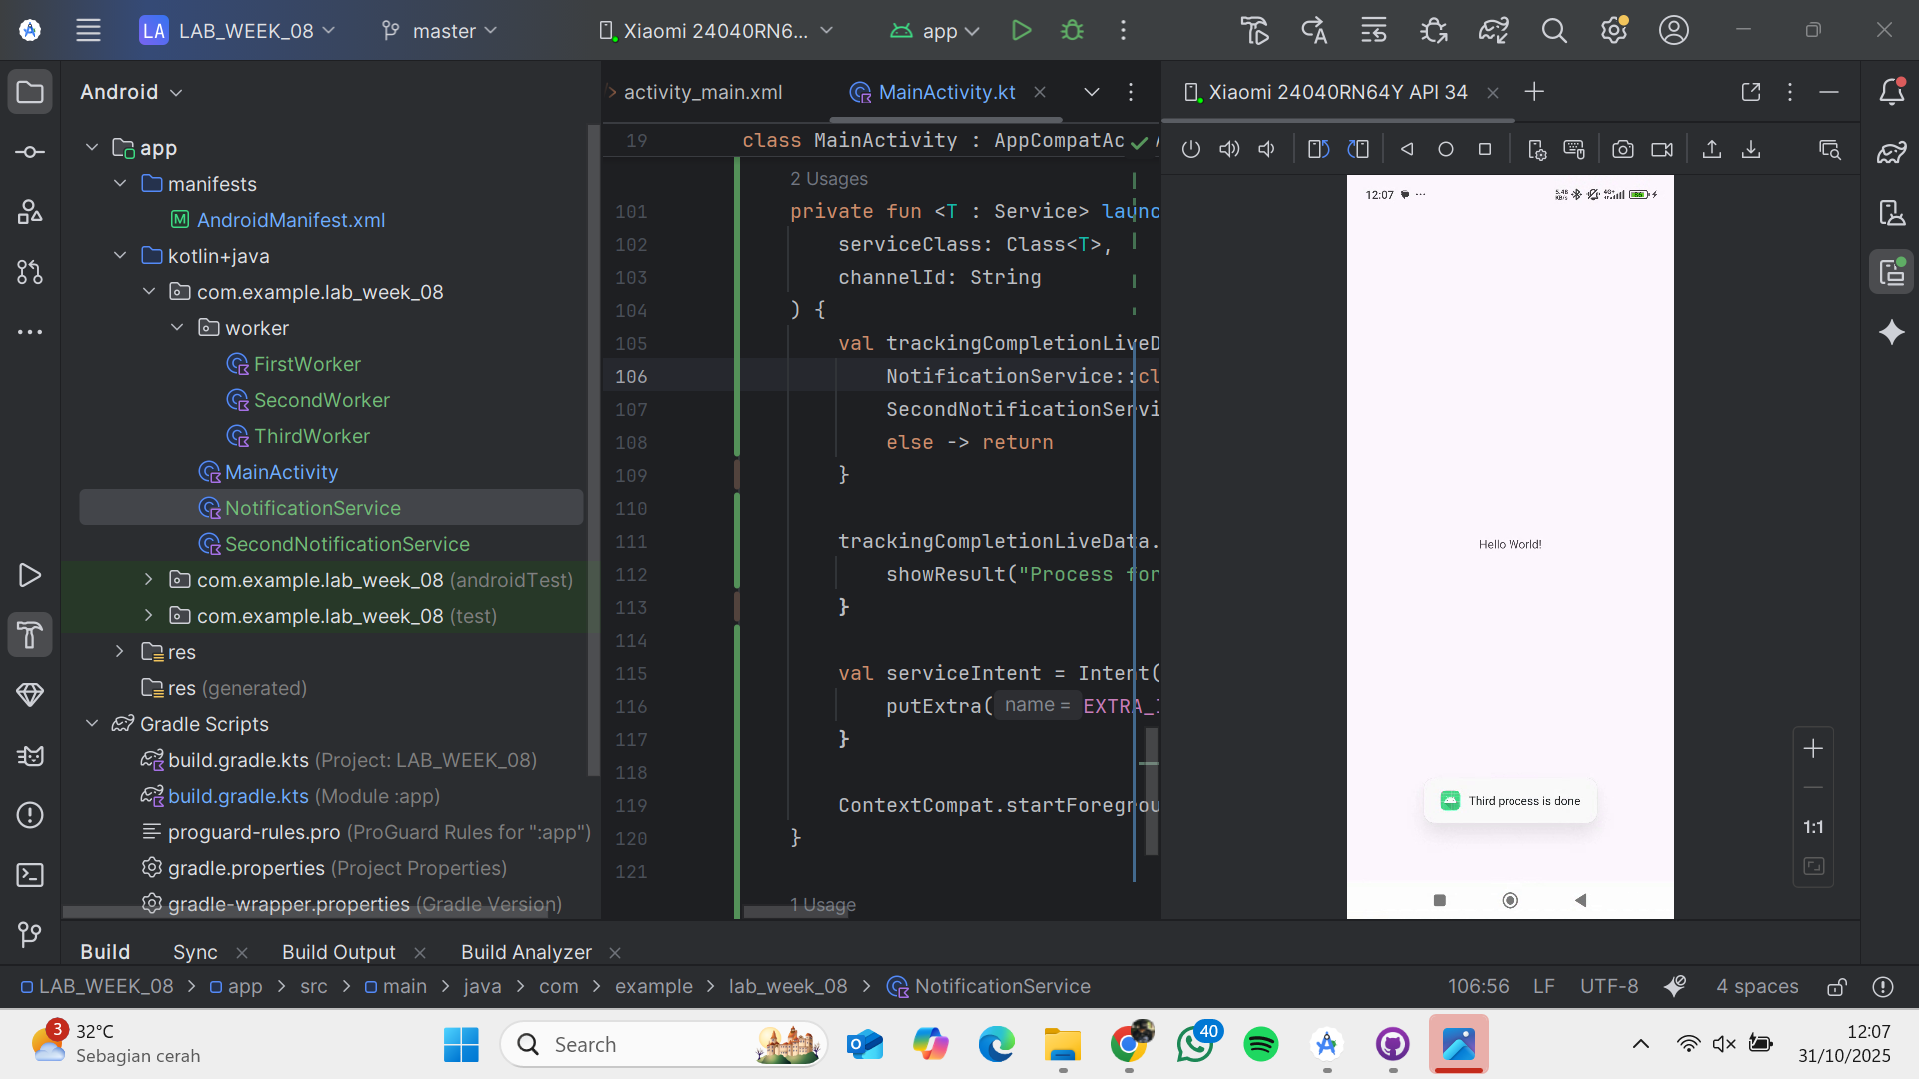 LA LAB_WEEK_08
master
Xiaomi 24040RN6...
app
Android
app
manifests
AndroidManifest.xml
kotlin+java
com.example.lab_week_08
worker
FirstWorker
SecondWorker
ThirdWorker
MainActivity
NotificationService
SecondNotificationService
com.example.lab_week_08 (androidTest)
com.example.lab_week_08 (test)
res
res (generated)
Gradle Scripts
build.gradle.kts (Project: LAB_WEEK_08)
build.gradle.kts (Module :app)
proguard-rules.pro (ProGuard Rules for ":app")
gradle.properties (Project Properties)
gradle-wrapper.properties (Gradle Version)
activity_main.xml
MainActivity.kt
19 class MainActivity : AppCompatAc
2 Usages
101 private fun <T : Service> launc
102 serviceClass: Class<T>,
103 channelId: String
104 ) {
105 val trackingCompletionLiveD
106 NotificationService::cl
107 SecondNotificationServi
108 else -> return
109 }
110
111 trackingCompletionLiveData.
112 showResult("Process for
113 }
114
115 val serviceIntent = Intent(
116 putExtra( name = EXTRA_I
117 }
118
119 ContextCompat.startForegrou
120 }
121
1 Usage
Xiaomi 24040RN64Y API 34
12:07
Hello World!
Third process is done
1:1
Build
Sync
Build Output
Build Analyzer
LAB_WEEK_08 > app > src > main > java > com > example > lab_week_08 > NotificationService
106:56
LF
UTF-8
4 spaces
3
32°C
Sebagian cerah
Search
40
12:07
31/10/2025